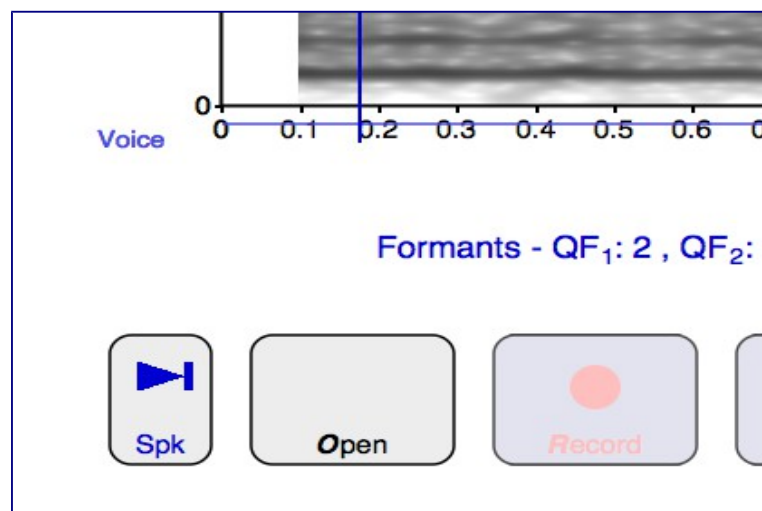 0
Voice 0 0.1 0.2 0.3 0.4 0.5 0.6
Formants - QF₁: 2 , QF₂:
Spk Open Record